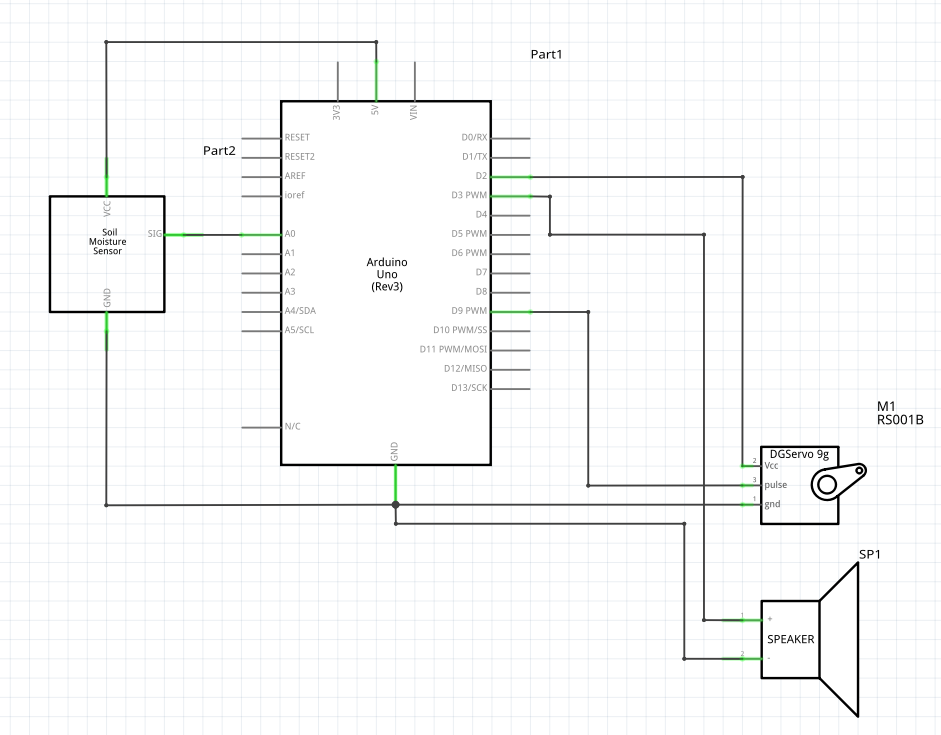 Part1
3V3
5V
VIN
Part2
RESET
RESET2
AREF
ioref
A0
A1
A2
A3
A4/SDA
A5/SCL
N/C
D0/RX
D1/TX
D2
D3 PWM
D4
D5 PWM
D6 PWM
D7
D8
D9 PWM
D10 PWM/SS
D11 PWM/MOSI
D12/MISO
D13/SCK
Arduino
Uno
(Rev3)
GND
VCC
Soil
Moisture
Sensor
SIG
GND
M1
RS001B
DGServo 9g
2
Vcc
3
pulse
1
gnd
SP1
1
+
SPEAKER
2
-